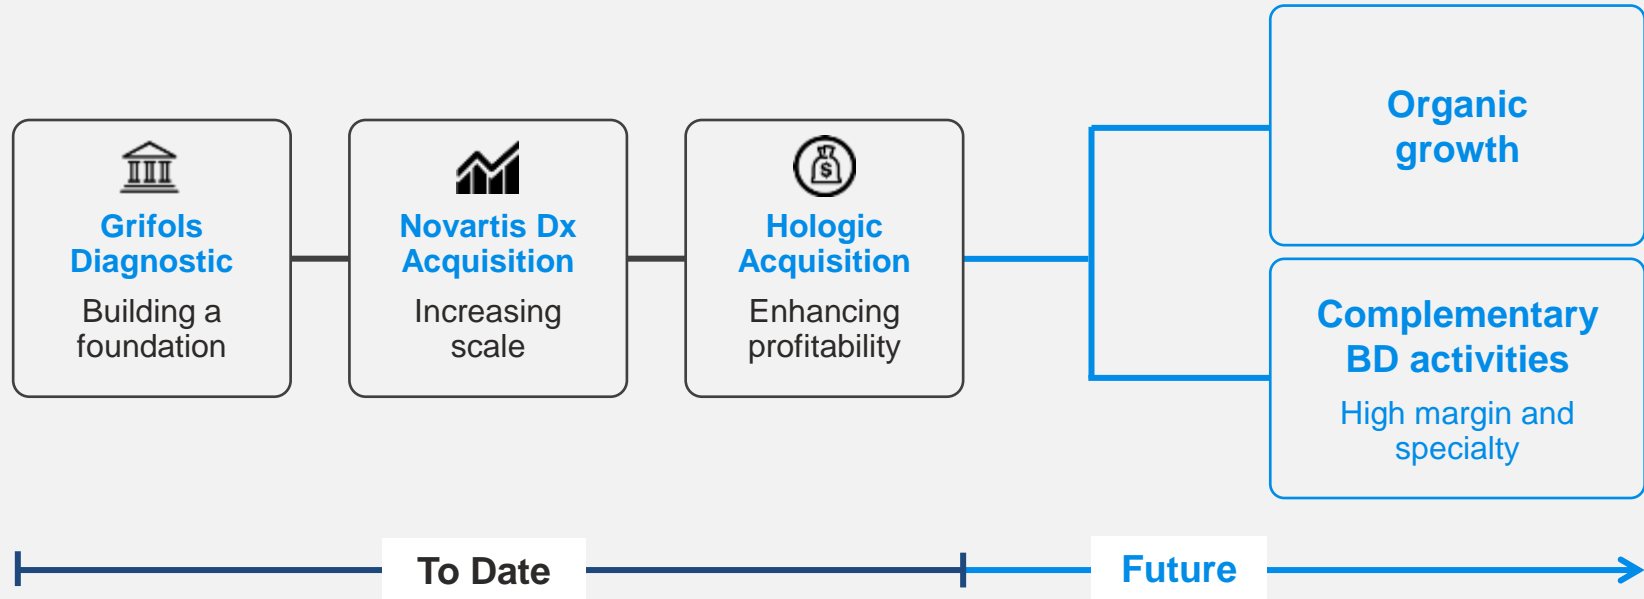 Grifols
Diagnostic
Building a
foundation
Novartis Dx
Acquisition
Increasing
scale
$
Hologic
Acquisition
Enhancing
profitability
Organic
growth
Complementary
BD activities
High margin and
specialty
To Date
Future